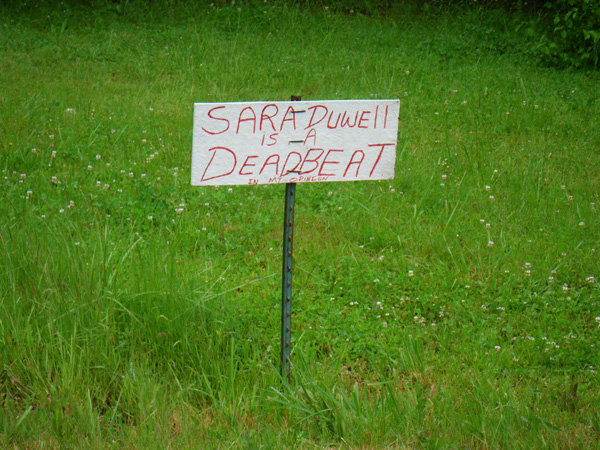 SARA DUWEll
IS A
DEADBEAT
IN MY OPINION